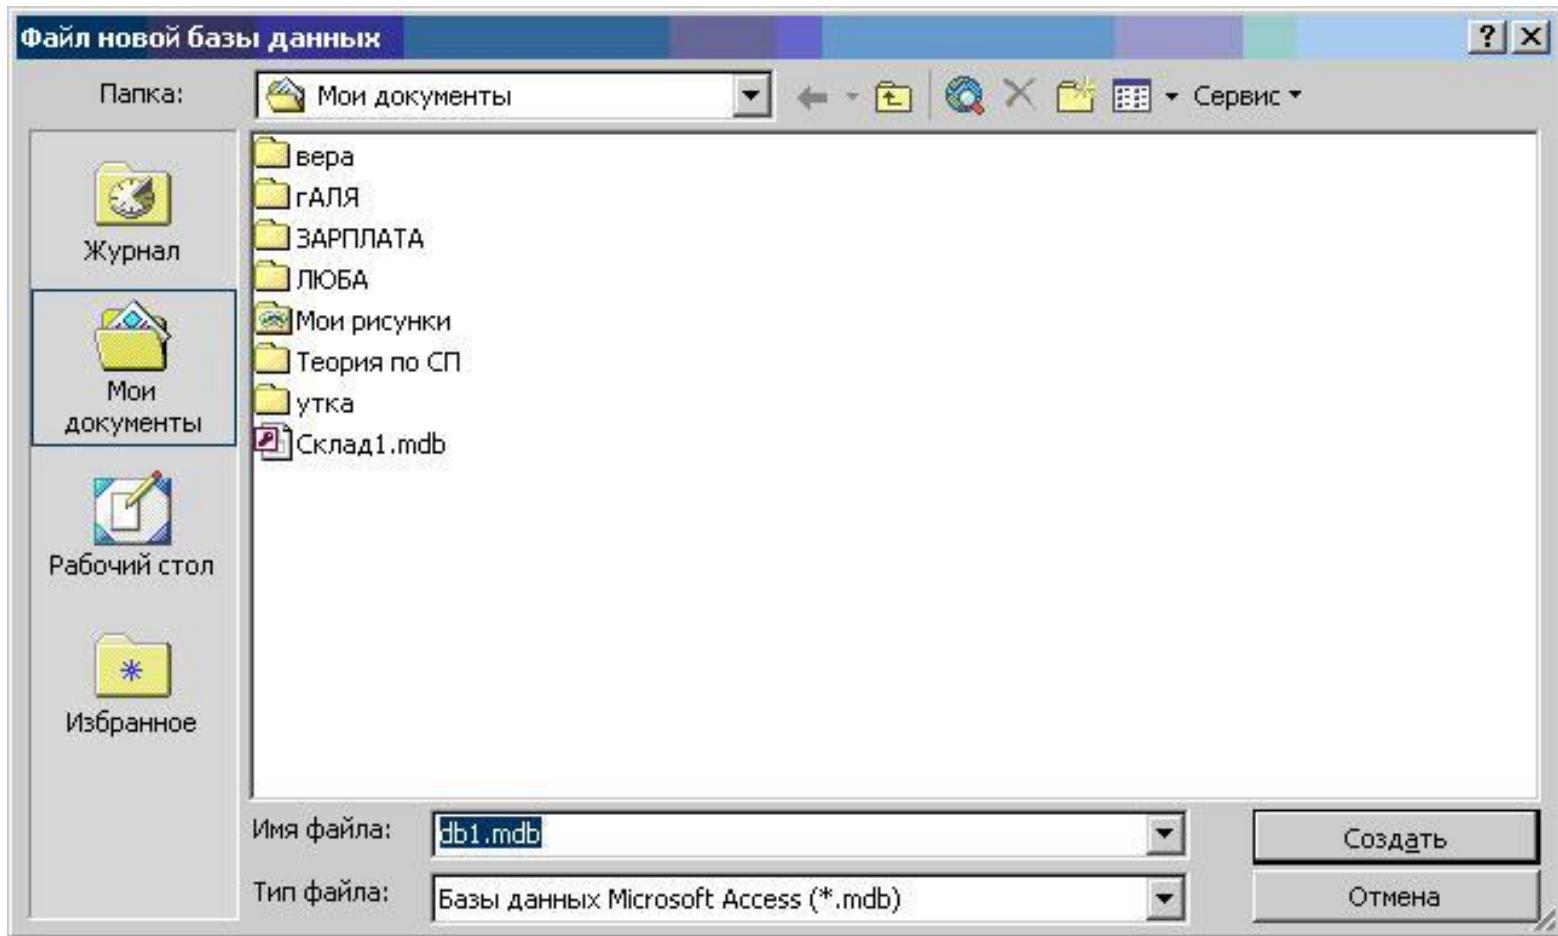 Файл новой базы данных
Папка:
Мои документы
Сервис
Журнал
Мои
документы
Рабочий стол
Избранное
вера
гАЛЯ
ЗАРПЛАТА
ЛЮБА
Мои рисунки
Теория по СП
утка
Склад1.mdb
Имя файла:
db1.mdb
Создать
Тип файла:
Базы данных Microsoft Access (*.mdb)
Отмена